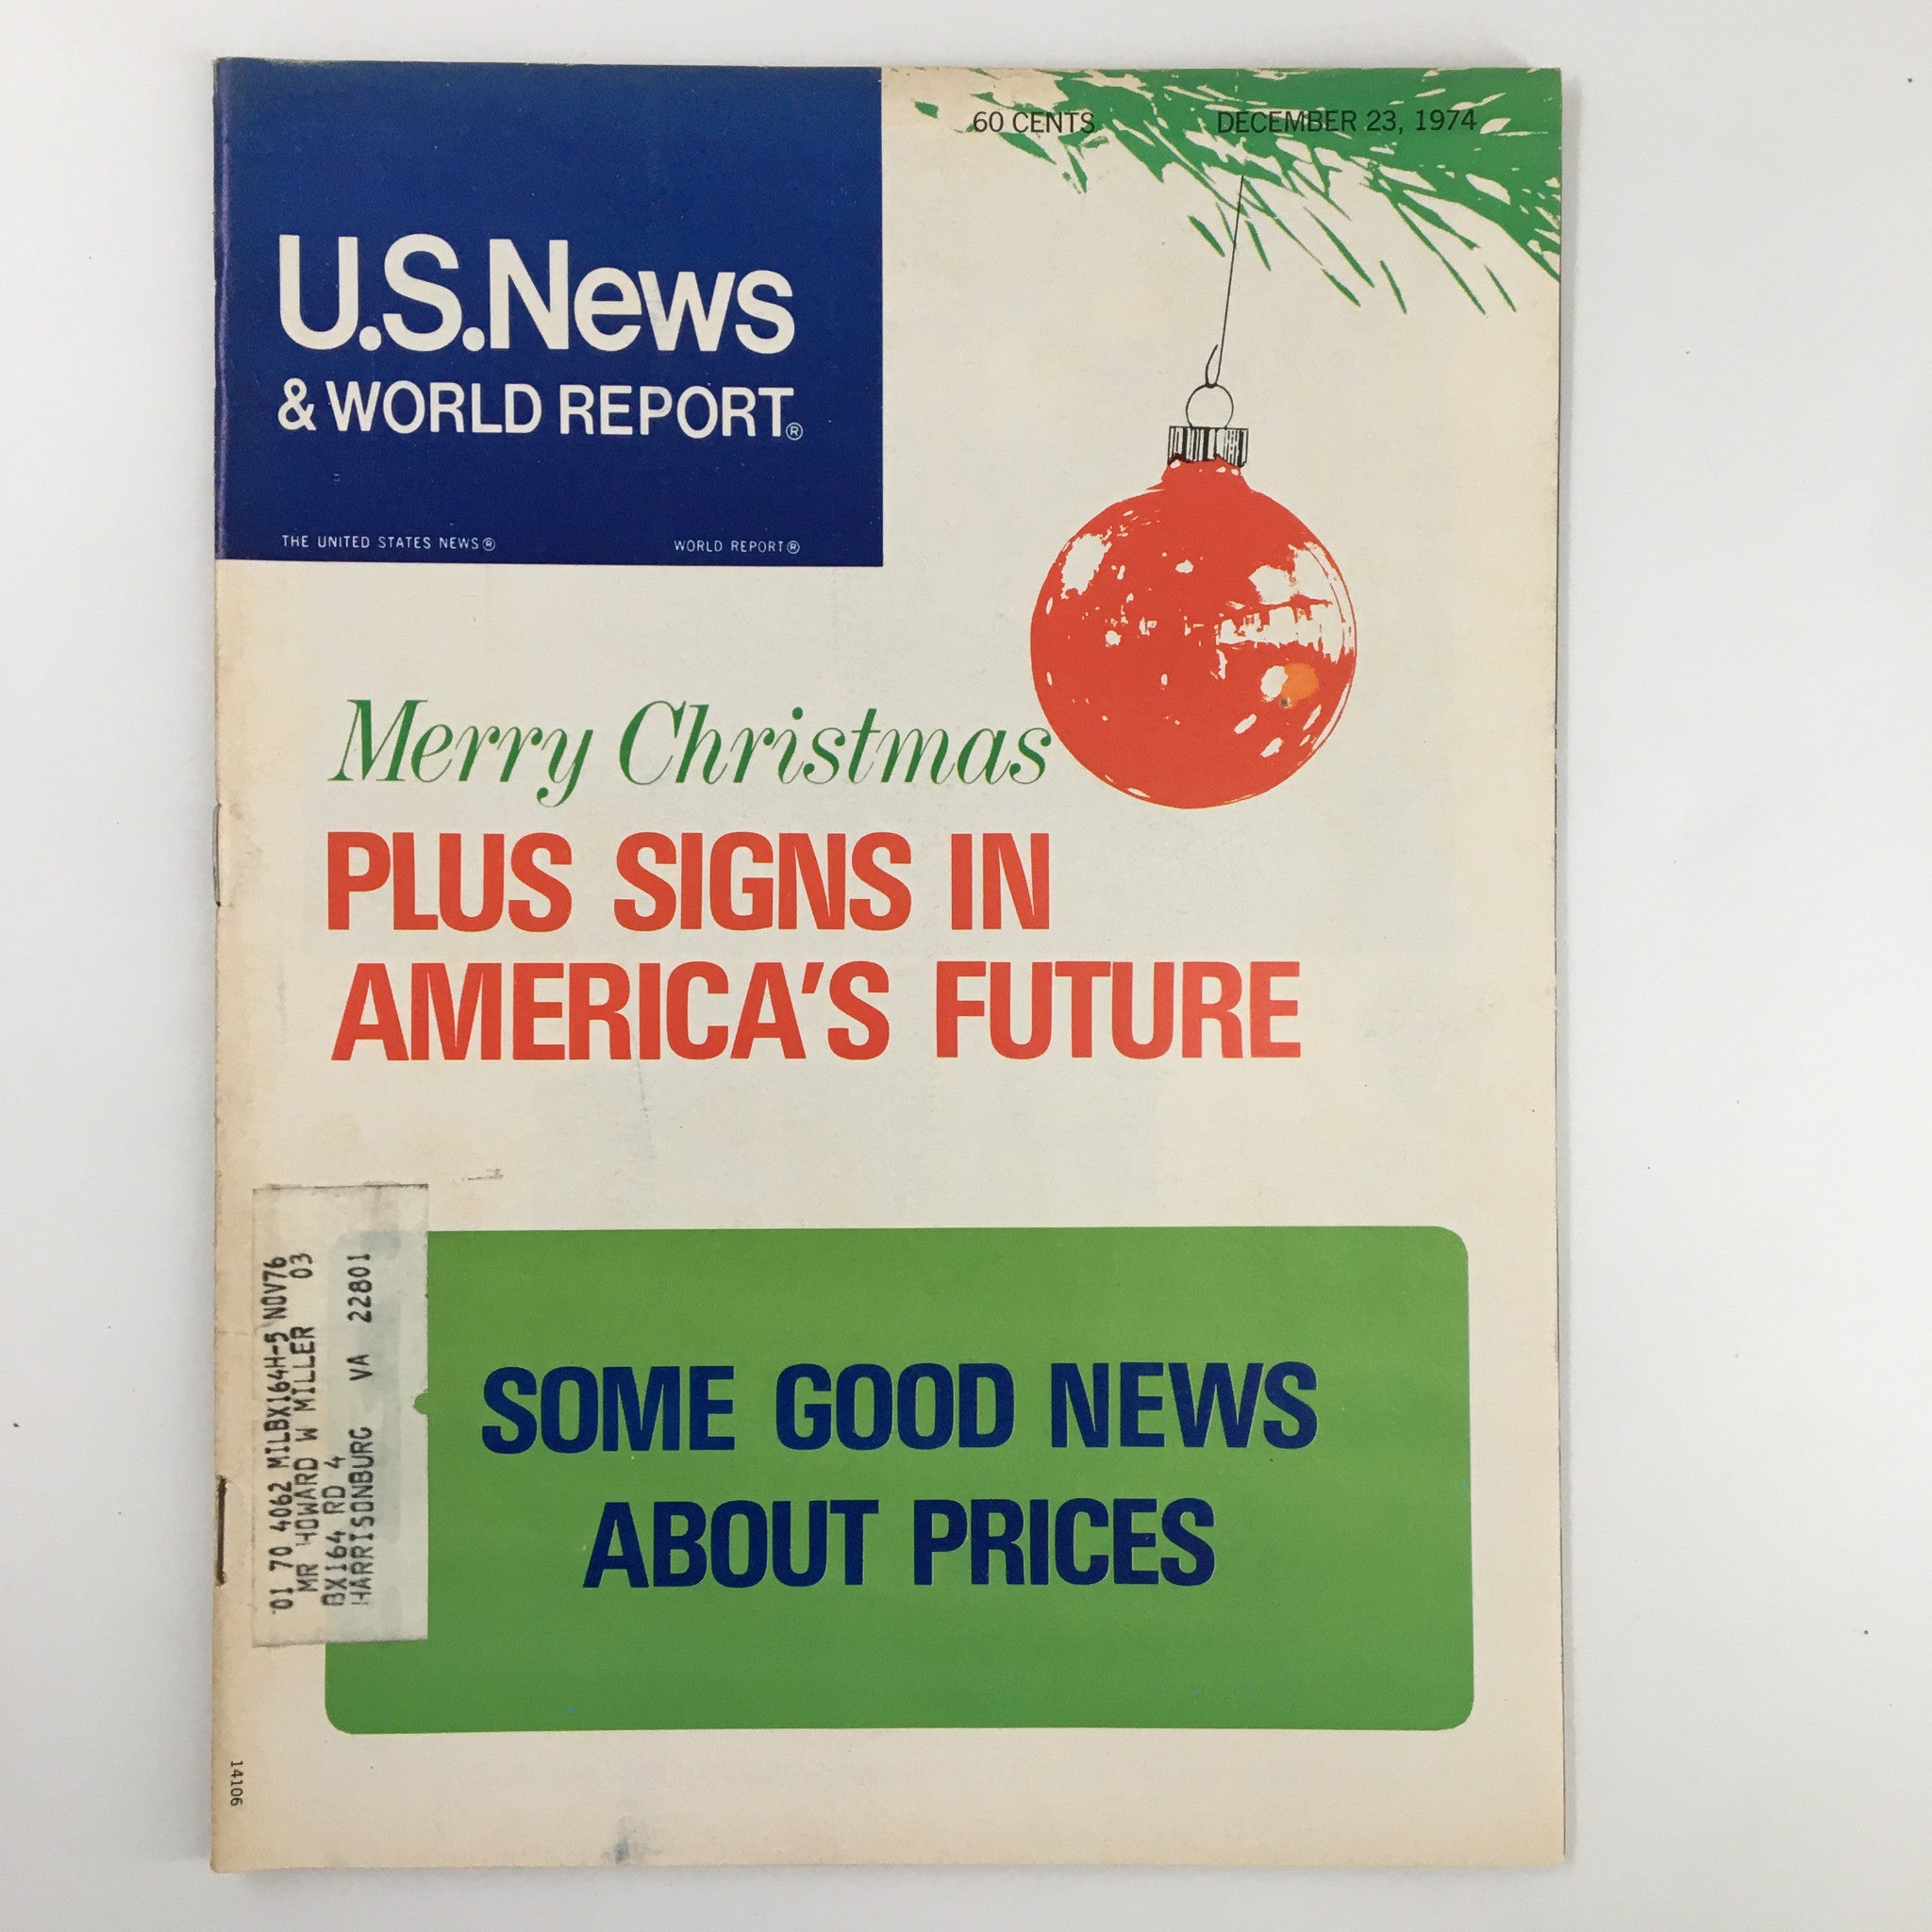 U.S.News
& WORLD REPORT®
THE UNITED STATES NEWS® WORLD REPORT®
60 CENTS DECEMBER 23, 1974
Merry Christmas
PLUS SIGNS IN
AMERICA'S FUTURE
SOME GOOD NEWS
ABOUT PRICES
01 70 4062 MILBX164H-5 NOV76
MR HOWARD W MILLER 03
BX164 RD 4
HARRISONBURG VA 22801
14106